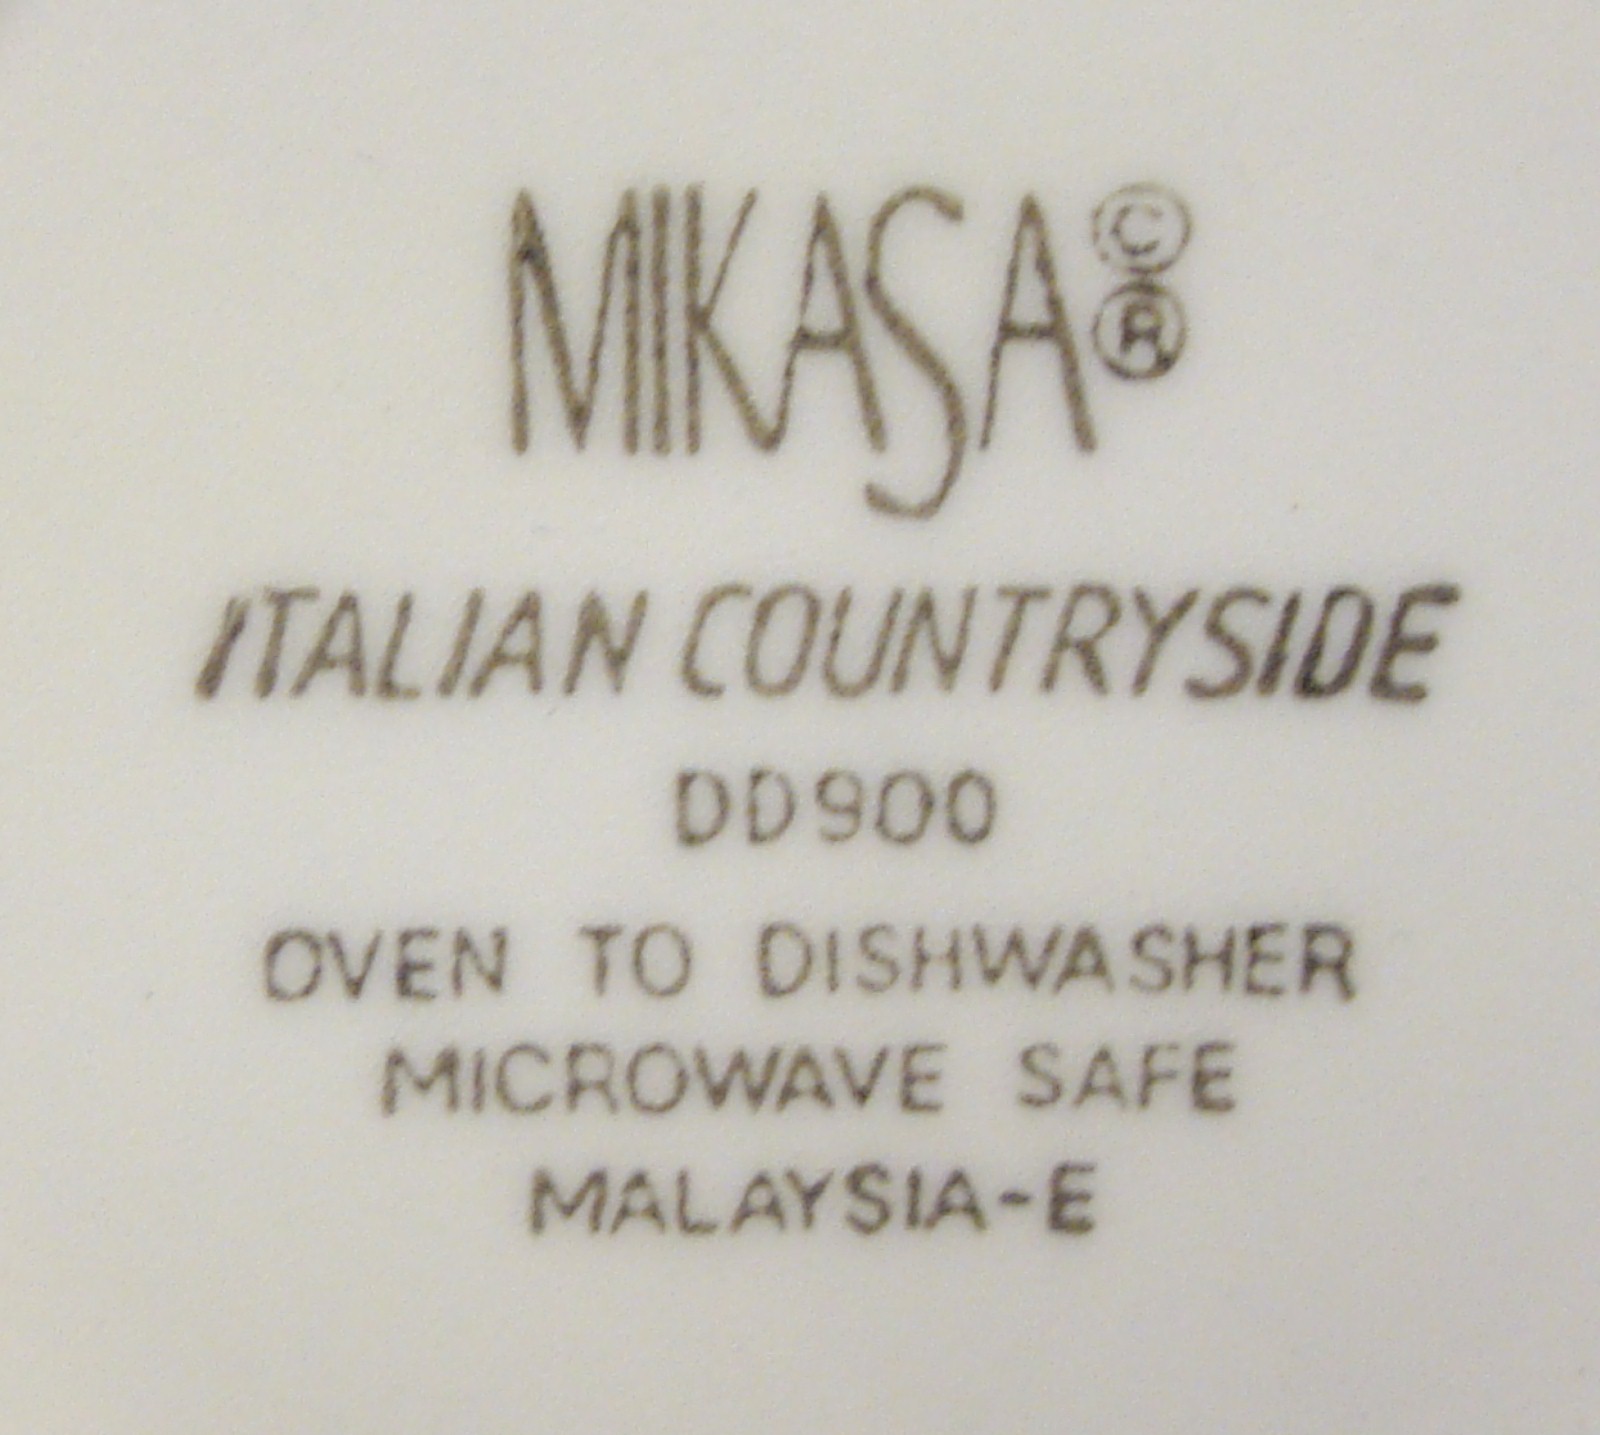 MIKASA © ®
ITALIAN COUNTRYSIDE
DD900
OVEN TO DISHWASHER
MICROWAVE SAFE
MALAYSIA-E